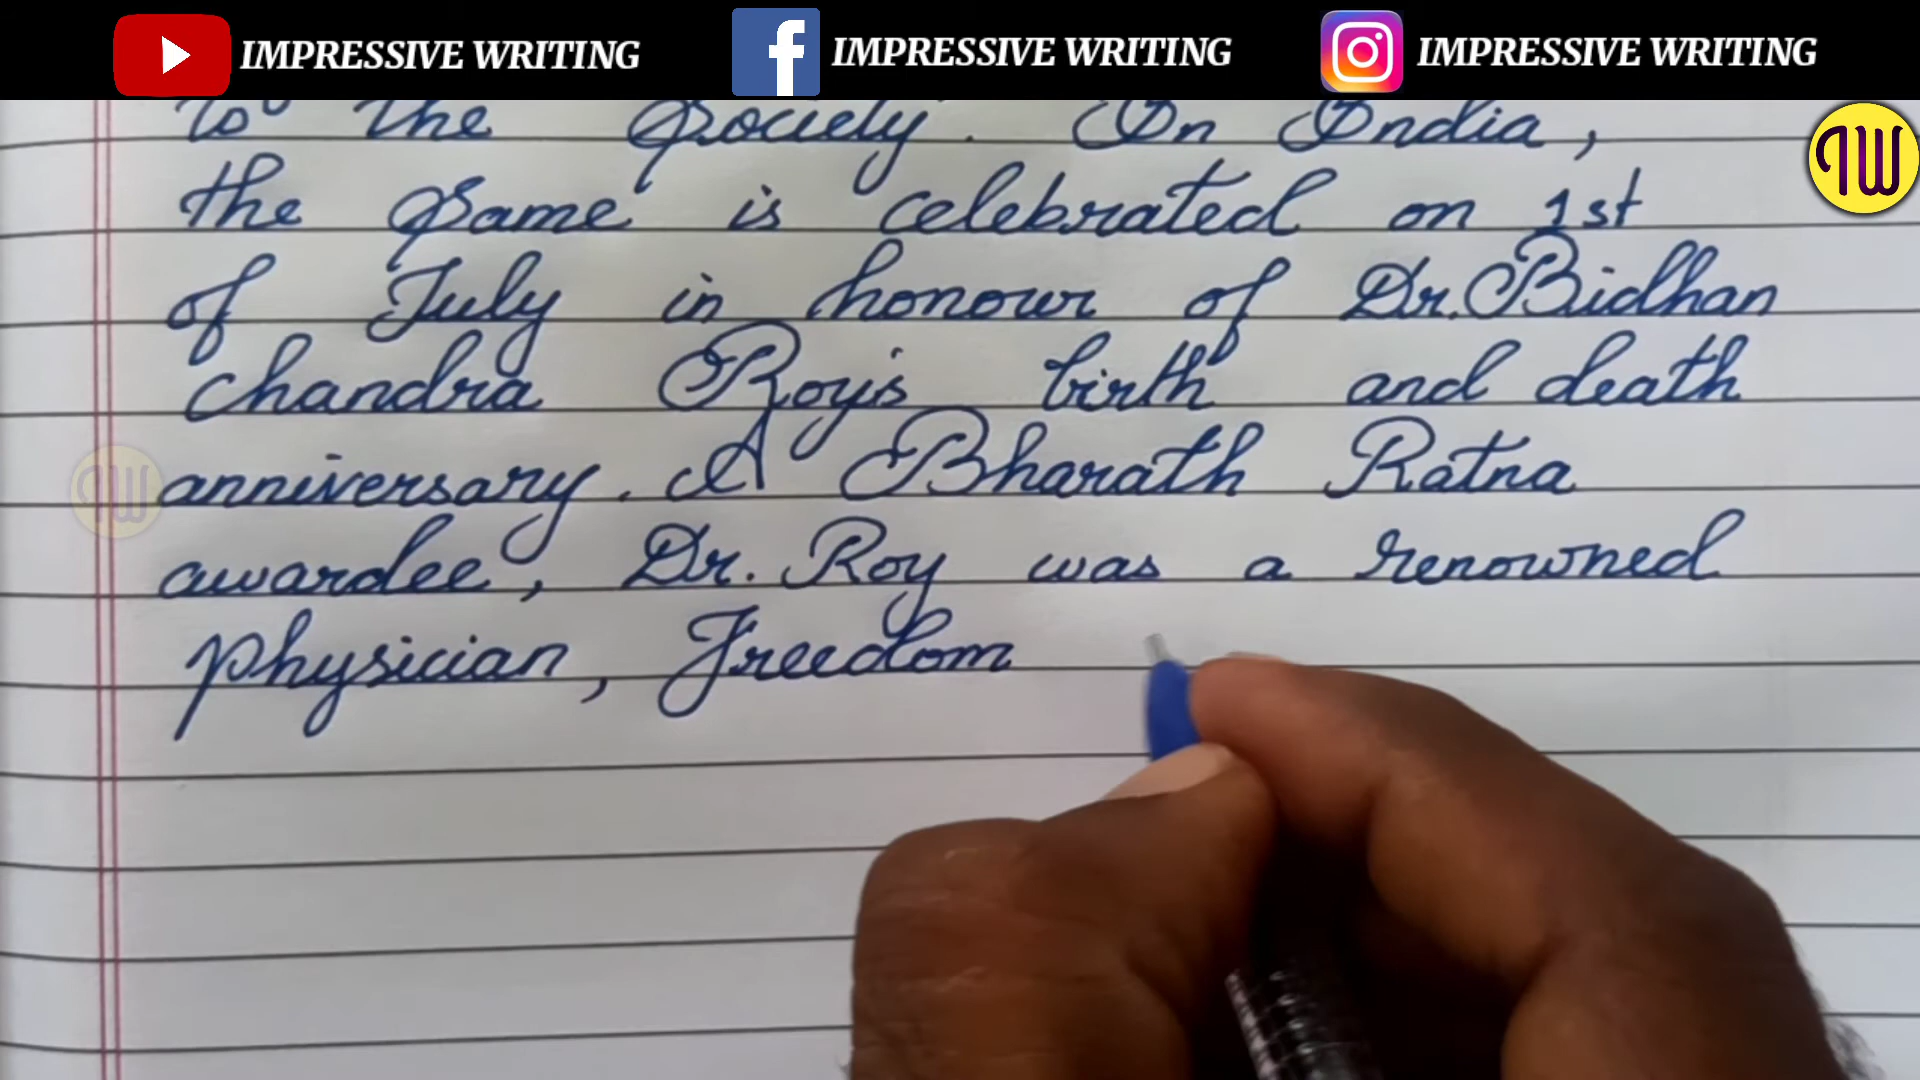 IMPRESSIVE WRITING IMPRESSIVE WRITING IMPRESSIVE WRITING
IW
to the Society. In India,
the Same is celebrated on 1st
of July in honour of Dr. Bidhan
chandra Roy's birth and death
anniversary. A Bharath Ratna
awardee, Dr. Roy was a renowned
physician, Freedom
IW